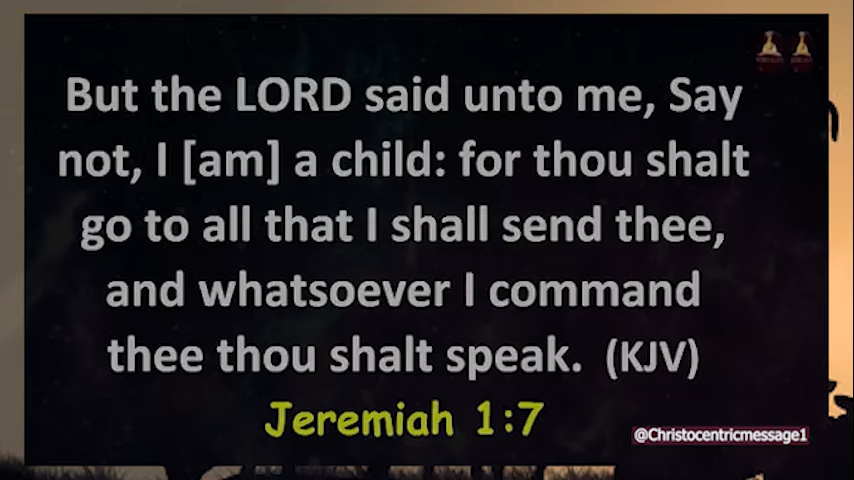 But the LORD said unto me, Say
not, I [am] a child: for thou shalt
go to all that I shall send thee,
and whatsoever I command
thee thou shalt speak. (KJV)
Jeremiah 1:7
@Christocentricmessage1